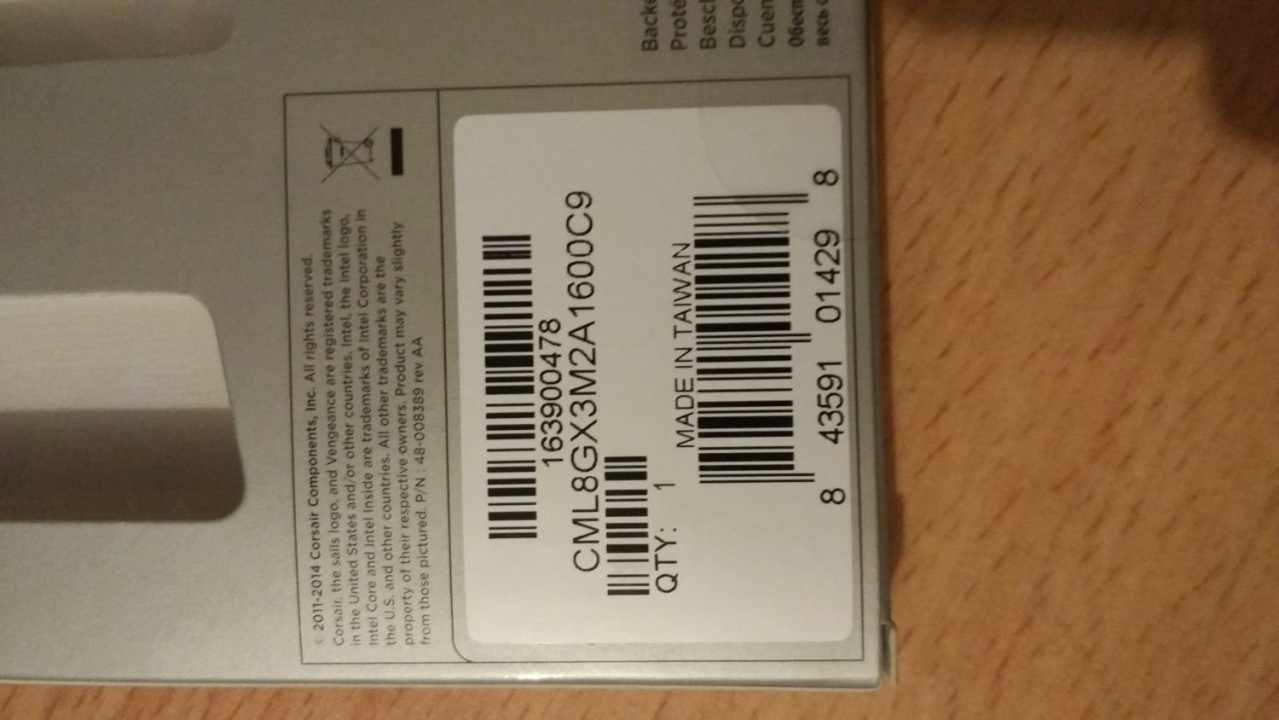 Backe
Proté
Besch
Dispo
Cuen
© 2011-2014 Corsair Components, Inc. All rights reserved.
Corsair, the sails logo, and Vengeance are registered trademarks
in the United States and/or other countries. Intel, the Intel logo,
Intel Core and Intel Inside are trademarks of Intel Corporation in
the U.S. and other countries. All other trademarks are the
property of their respective owners. Product may vary slightly
from those pictured. P/N : 48-008389 rev AA
163900478
CML8GX3M2A1600C9
QTY: 1
MADE IN TAIWAN
8 43591 01429 8